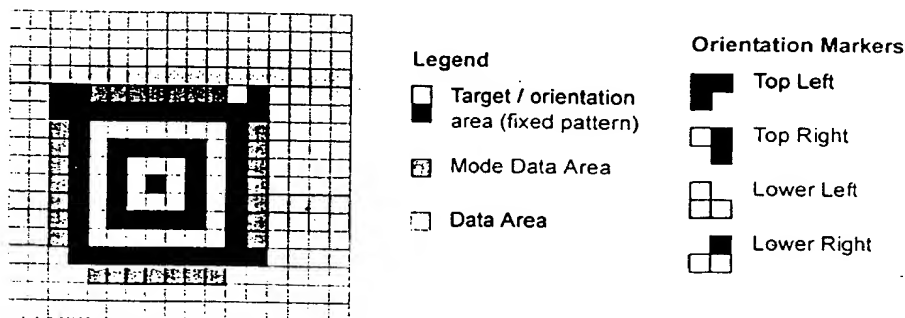 Legend
Target / orientation
area (fixed pattern)
Mode Data Area
Data Area
Orientation Markers
Top Left
Top Right
Lower Left
Lower Right